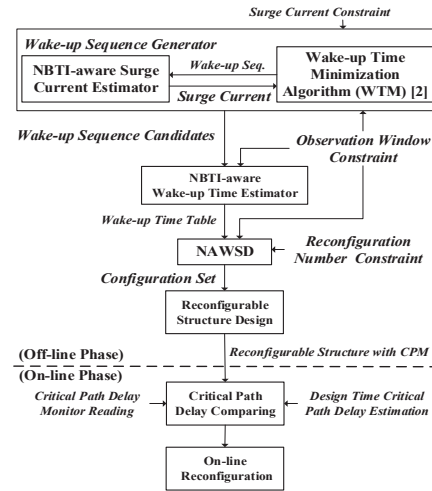 Surge Current Constraint
Wake-up Sequence Generator
NBTI-aware Surge
Current Estimator
Wake-up Seq.
Surge Current
Wake-up Time
Minimization
Algorithm (WTM) [2]
Wake-up Sequence Candidates
Observation Window
Constraint
NBTI-aware
Wake-up Time Estimator
Wake-up Time Table
NAWSD
Reconfiguration
Number Constraint
Configuration Set
Reconfigurable
Structure Design
(Off-line Phase)
Reconfigurable Structure with CPM
(On-line Phase)
Critical Path Delay
Monitor Reading
Critical Path
Delay Comparing
Design Time Critical
Path Delay Estimation
On-line
Reconfiguration